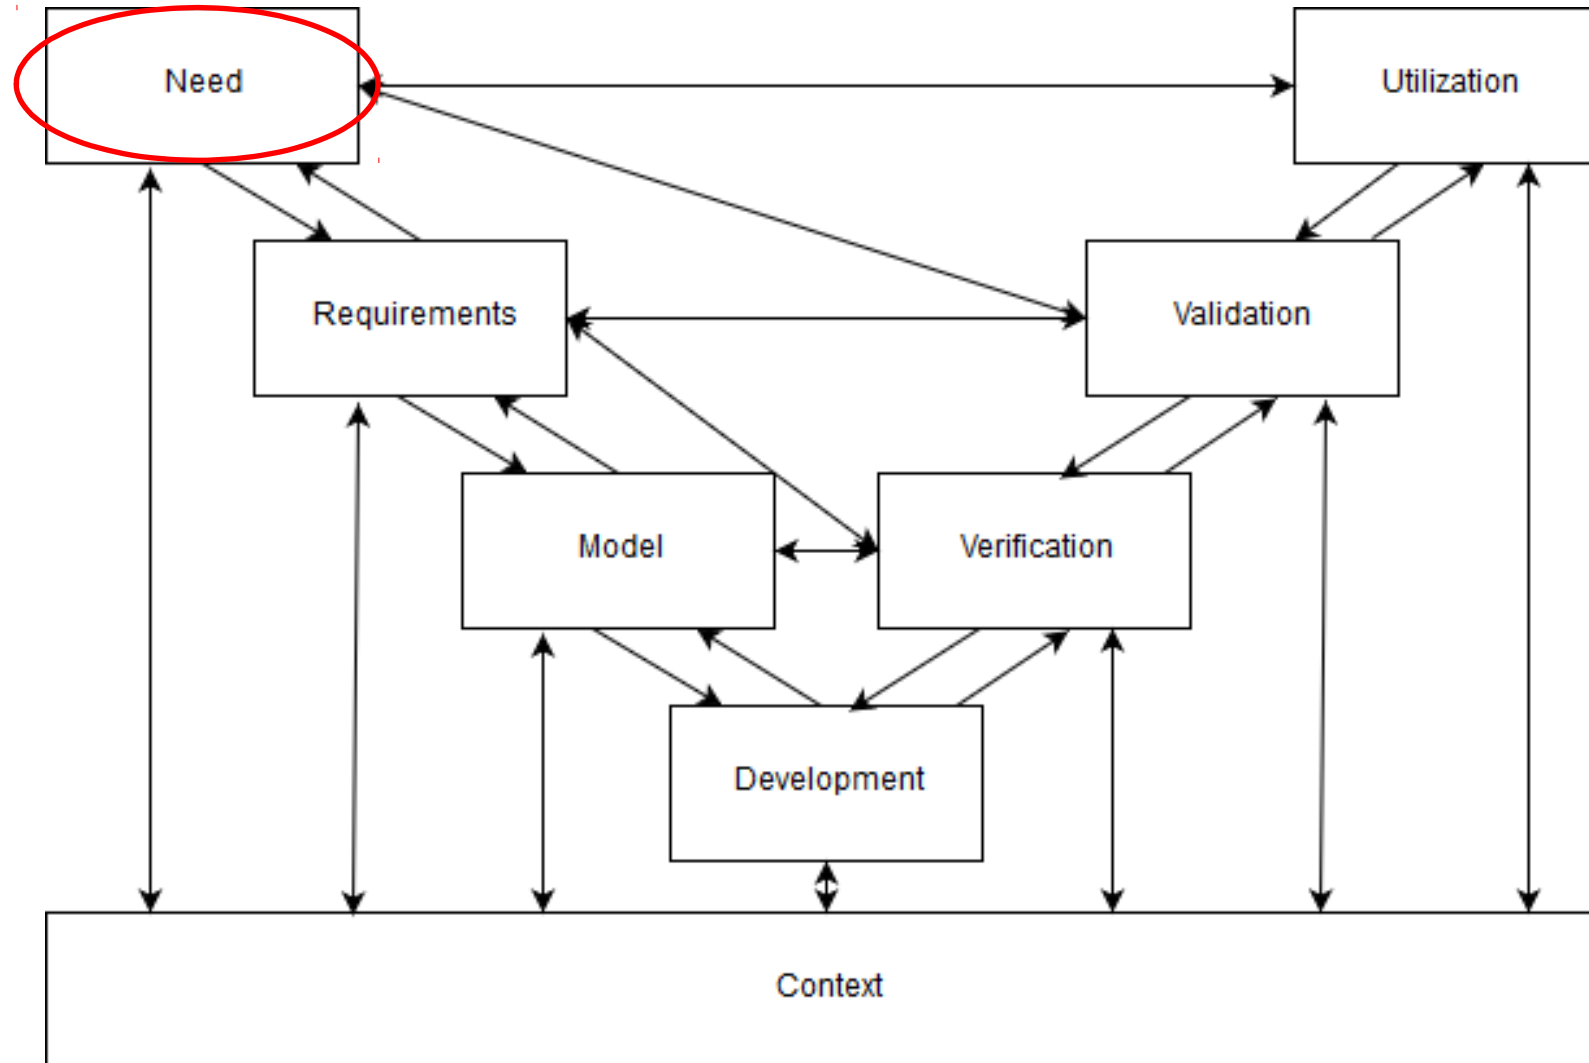 Need
Utilization
Requirements
Validation
Model
Verification
Development
Context